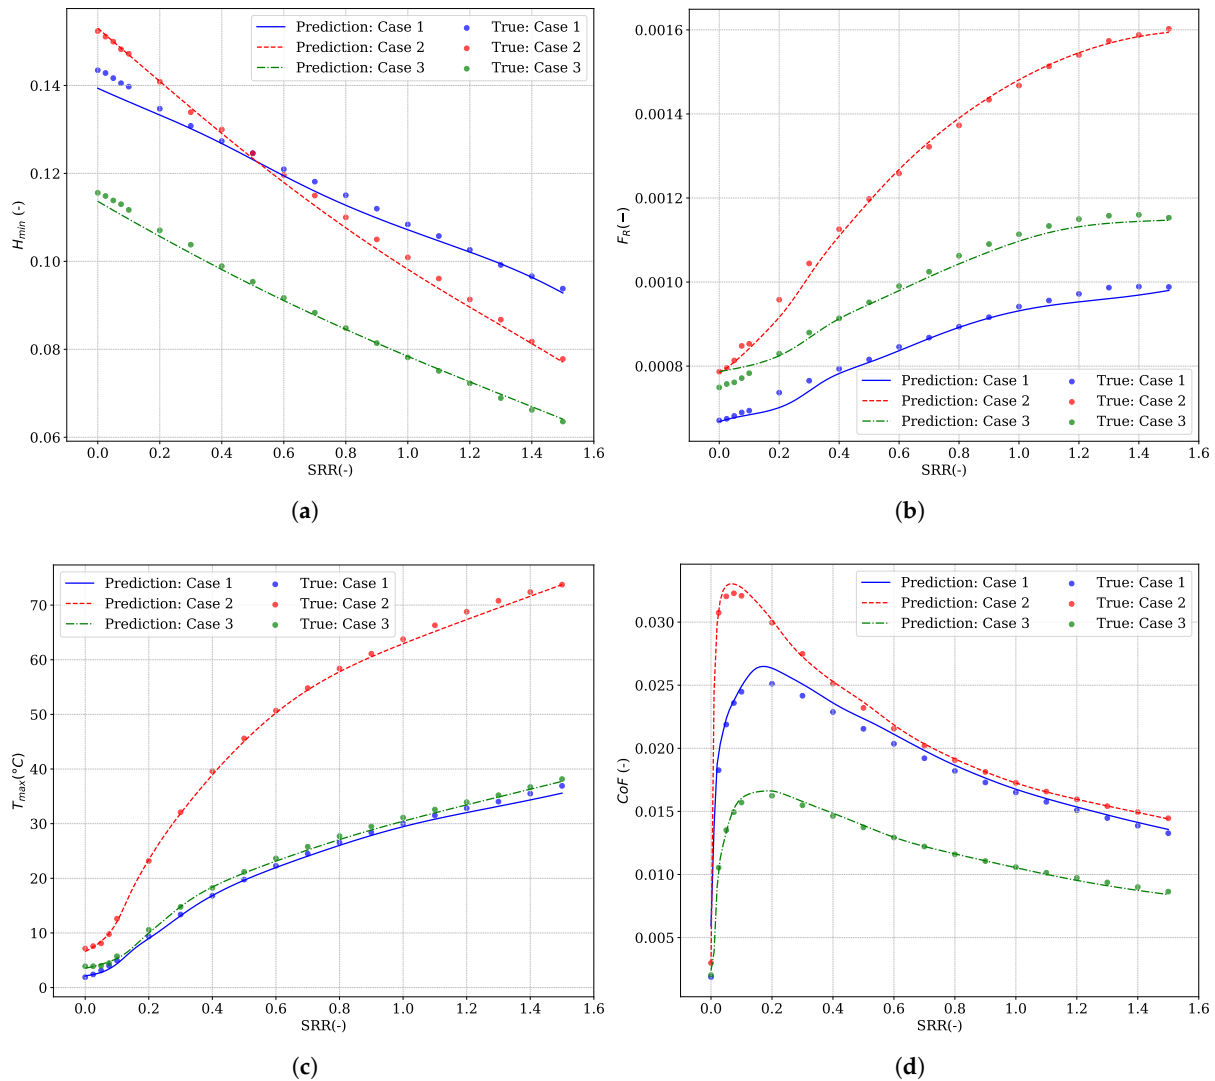 Prediction: Case 1 True: Case 1
Prediction: Case 2 True: Case 2
Prediction: Case 3 True: Case 3
0.14
0.12
0.10
0.08
0.06
H_min (-)
0.0 0.2 0.4 0.6 0.8 1.0 1.2 1.4 1.6
SRR(-)
(a)
0.0016
0.0014
0.0012
0.0010
0.0008
F_R(−)
Prediction: Case 1 True: Case 1
Prediction: Case 2 True: Case 2
Prediction: Case 3 True: Case 3
0.0 0.2 0.4 0.6 0.8 1.0 1.2 1.4 1.6
SRR(-)
(b)
Prediction: Case 1 True: Case 1
Prediction: Case 2 True: Case 2
Prediction: Case 3 True: Case 3
70
60
50
40
30
20
10
0
T_max(°C)
0.0 0.2 0.4 0.6 0.8 1.0 1.2 1.4 1.6
SRR(-)
(c)
Prediction: Case 1 True: Case 1
Prediction: Case 2 True: Case 2
Prediction: Case 3 True: Case 3
0.030
0.025
0.020
0.015
0.010
0.005
CoF (-)
0.0 0.2 0.4 0.6 0.8 1.0 1.2 1.4 1.6
SRR(-)
(d)